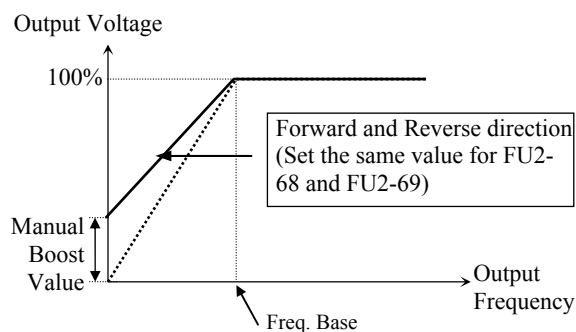 Output Voltage
100%
Forward and Reverse direction
(Set the same value for FU2-
68 and FU2-69)
Manual
Boost
Value
Output
Frequency
Freq. Base